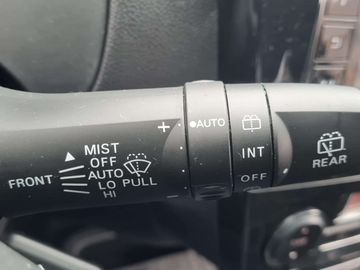 +
●AUTO
MIST
OFF
INT
REAR
AUTO
FRONT
LO PULL
OFF
HI
−